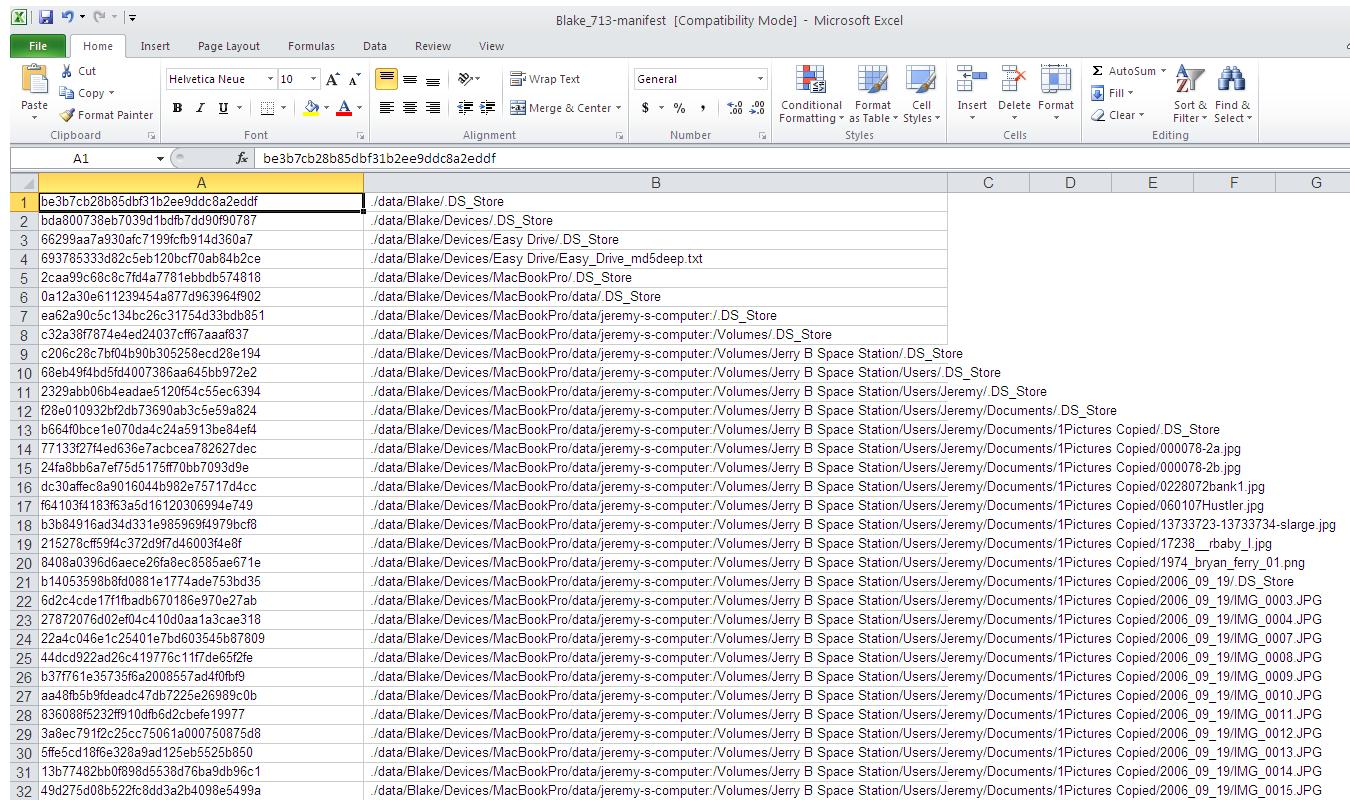 Blake_713-manifest [Compatibility Mode] - Microsoft Excel
File Home Insert Page Layout Formulas Data Review View
Paste Cut Copy Format Painter Clipboard
Helvetica Neue 10 A A B I U A Font
Wrap Text Merge & Center Alignment
General $ % , .00 .00 Number
Conditional Formatting Format as Table Cell Styles Styles
Insert Delete Format Cells
Σ AutoSum Fill Clear Sort & Filter Find & Select Editing
A1 fx be3b7cb28b85dbf31b2ee9ddc8a2eddf
A B C D E F G
1 be3b7cb28b85dbf31b2ee9ddc8a2eddf ./data/Blake/.DS_Store
2 bda800738eb7039d1bdfb7dd90f90787 ./data/Blake/Devices/.DS_Store
3 66299aa7a930afc7199fcfb914d360a7 ./data/Blake/Devices/Easy Drive/.DS_Store
4 693785333d82c5eb120bcf70ab84b2ce ./data/Blake/Devices/Easy Drive/Easy_Drive_md5deep.txt
5 2caa99c68c8c7fd4a7781ebbdb574818 ./data/Blake/Devices/MacBookPro/.DS_Store
6 0a12a30e611239454a877d963964f902 ./data/Blake/Devices/MacBookPro/data/.DS_Store
7 ea62a90c5c134bc26c31754d33bdb851 ./data/Blake/Devices/MacBookPro/data/jeremy-s-computer:/.DS_Store
8 c32a38f7874e4ed24037cff67aaaf837 ./data/Blake/Devices/MacBookPro/data/jeremy-s-computer:/Volumes/.DS_Store
9 c206c28c7bf04b90b305258ecd28e194 ./data/Blake/Devices/MacBookPro/data/jeremy-s-computer:/Volumes/Jerry B Space Station/.DS_Store
10 68eb49f4bd5fd4007386aa645bb972e2 ./data/Blake/Devices/MacBookPro/data/jeremy-s-computer:/Volumes/Jerry B Space Station/Users/.DS_Store
11 2329abb06b4eadae5120f54c55ec6394 ./data/Blake/Devices/MacBookPro/data/jeremy-s-computer:/Volumes/Jerry B Space Station/Users/Jeremy/.DS_Store
12 f28e010932bf2db73690ab3c5e59a824 ./data/Blake/Devices/MacBookPro/data/jeremy-s-computer:/Volumes/Jerry B Space Station/Users/Jeremy/Documents/.DS_Store
13 b664f0bce1e070da4c24a5913be84ef4 ./data/Blake/Devices/MacBookPro/data/jeremy-s-computer:/Volumes/Jerry B Space Station/Users/Jeremy/Documents/1Pictures Copied/.DS_Store
14 77133f27f4ed636e7acbcea782627dec ./data/Blake/Devices/MacBookPro/data/jeremy-s-computer:/Volumes/Jerry B Space Station/Users/Jeremy/Documents/1Pictures Copied/000078-2a.jpg
15 24fa8bb6a7ef75d5175ff70bb7093d9e ./data/Blake/Devices/MacBookPro/data/jeremy-s-computer:/Volumes/Jerry B Space Station/Users/Jeremy/Documents/1Pictures Copied/000078-2b.jpg
16 dc30affec8a9016044b982e75717d4cc ./data/Blake/Devices/MacBookPro/data/jeremy-s-computer:/Volumes/Jerry B Space Station/Users/Jeremy/Documents/1Pictures Copied/0228072bank1.jpg
17 f64103f4183f63a5d16120306994e749 ./data/Blake/Devices/MacBookPro/data/jeremy-s-computer:/Volumes/Jerry B Space Station/Users/Jeremy/Documents/1Pictures Copied/060107Hustler.jpg
18 b3b84916ad34d331e985969f4979bcf8 ./data/Blake/Devices/MacBookPro/data/jeremy-s-computer:/Volumes/Jerry B Space Station/Users/Jeremy/Documents/1Pictures Copied/13733723-13733734-slarge.jpg
19 215278cff59f4c372d9f7d46003f4e8f ./data/Blake/Devices/MacBookPro/data/jeremy-s-computer:/Volumes/Jerry B Space Station/Users/Jeremy/Documents/1Pictures Copied/17238__rbaby_l.jpg
20 8408a0396d6aece26fa8ec8585ae671e ./data/Blake/Devices/MacBookPro/data/jeremy-s-computer:/Volumes/Jerry B Space Station/Users/Jeremy/Documents/1Pictures Copied/1974_bryan_ferry_01.png
21 b14053598b8fd0881e1774ade753bd35 ./data/Blake/Devices/MacBookPro/data/jeremy-s-computer:/Volumes/Jerry B Space Station/Users/Jeremy/Documents/1Pictures Copied/2006_09_19/.DS_Store
22 6d2c4cde17f1fbadb670186e970e27ab ./data/Blake/Devices/MacBookPro/data/jeremy-s-computer:/Volumes/Jerry B Space Station/Users/Jeremy/Documents/1Pictures Copied/2006_09_19/IMG_0003.JPG
23 27872076d02ef04c410d0aa1a3cae318 ./data/Blake/Devices/MacBookPro/data/jeremy-s-computer:/Volumes/Jerry B Space Station/Users/Jeremy/Documents/1Pictures Copied/2006_09_19/IMG_0004.JPG
24 22a4c046e1c25401e7bd603545b87809 ./data/Blake/Devices/MacBookPro/data/jeremy-s-computer:/Volumes/Jerry B Space Station/Users/Jeremy/Documents/1Pictures Copied/2006_09_19/IMG_0007.JPG
25 44dcd922ad26c419776c11f7de65f2fe ./data/Blake/Devices/MacBookPro/data/jeremy-s-computer:/Volumes/Jerry B Space Station/Users/Jeremy/Documents/1Pictures Copied/2006_09_19/IMG_0008.JPG
26 b37f761e35735f6a2008557ad4f0fbf9 ./data/Blake/Devices/MacBookPro/data/jeremy-s-computer:/Volumes/Jerry B Space Station/Users/Jeremy/Documents/1Pictures Copied/2006_09_19/IMG_0009.JPG
27 aa48fb5b9fdeadc47db7225e26989c0b ./data/Blake/Devices/MacBookPro/data/jeremy-s-computer:/Volumes/Jerry B Space Station/Users/Jeremy/Documents/1Pictures Copied/2006_09_19/IMG_0010.JPG
28 836088f5232ff910dfb6d2cbefe19977 ./data/Blake/Devices/MacBookPro/data/jeremy-s-computer:/Volumes/Jerry B Space Station/Users/Jeremy/Documents/1Pictures Copied/2006_09_19/IMG_0011.JPG
29 3a8ec791f2c25cc75061a000750875d8 ./data/Blake/Devices/MacBookPro/data/jeremy-s-computer:/Volumes/Jerry B Space Station/Users/Jeremy/Documents/1Pictures Copied/2006_09_19/IMG_0012.JPG
30 5ffe5cd18f6e328a9ad125eb5525b850 ./data/Blake/Devices/MacBookPro/data/jeremy-s-computer:/Volumes/Jerry B Space Station/Users/Jeremy/Documents/1Pictures Copied/2006_09_19/IMG_0013.JPG
31 13b77482bb0f898d5538d76ba9db96c1 ./data/Blake/Devices/MacBookPro/data/jeremy-s-computer:/Volumes/Jerry B Space Station/Users/Jeremy/Documents/1Pictures Copied/2006_09_19/IMG_0014.JPG
32 49d275d08b522fc8dd3a2b4098e5499a ./data/Blake/Devices/MacBookPro/data/jeremy-s-computer:/Volumes/Jerry B Space Station/Users/Jeremy/Documents/1Pictures Copied/2006_09_19/IMG_0015.JPG